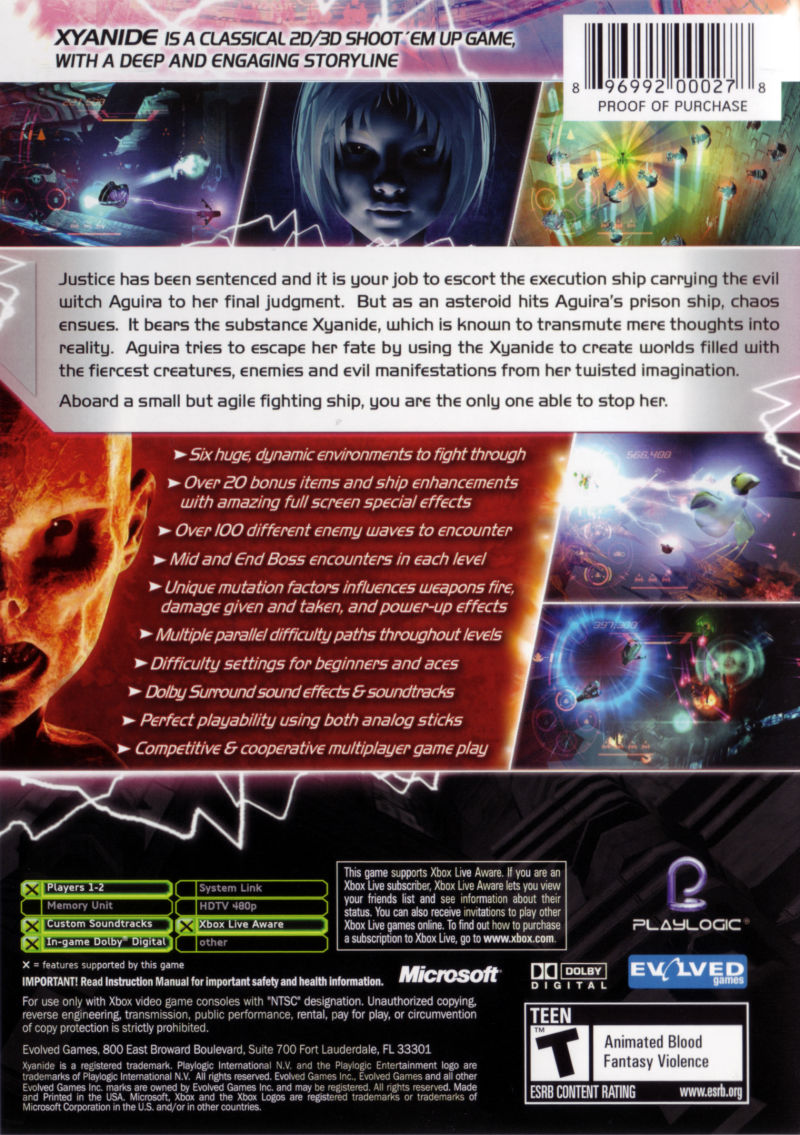 XYANIDE IS A CLASSICAL 2D/3D SHOOT 'EM UP GAME,
WITH A DEEP AND ENGAGING STORYLINE
8 96992 00027 8
PROOF OF PURCHASE
Justice has been sentenced and it is your job to escort the execution ship carrying the evil
witch Aguira to her final judgment. But as an asteroid hits Aguira's prison ship, chaos
ensues. It bears the substance Xyanide, which is known to transmute mere thoughts into
reality. Aguira tries to escape her fate by using the Xyanide to create worlds filled with
the fiercest creatures, enemies and evil manifestations from her twisted imagination.
Aboard a small but agile fighting ship, you are the only one able to stop her.
Six huge, dynamic environments to fight through
Over 20 bonus items and ship enhancements
with amazing full screen special effects
Over 100 different enemy waves to encounter
Mid and End Boss encounters in each level
Unique mutation factors influences weapons fire,
damage given and taken, and power-up effects
Multiple parallel difficulty paths throughout levels
Difficulty settings for beginners and aces
Dolby Surround sound effects & soundtracks
Perfect playability using both analog sticks
Competitive & cooperative multiplayer game play
566,400
397,300
X Players 1-2
Memory Unit
X Custom Soundtracks
X In-game Dolby™ Digital
System Link
HDTV 480p
X Xbox Live Aware
other
X = features supported by this game
This game supports Xbox Live Aware. If you are an
Xbox Live subscriber, Xbox Live Aware lets you view
your friends list and see information about their
status. You can also receive invitations to play other
Xbox Live games online. To find out how to purchase
a subscription to Xbox Live, go to www.xbox.com.
PLAYLOGIC®
IMPORTANT! Read Instruction Manual for important safety and health information.
Microsoft®
DOLBY
DIGITAL
EVOLVED
games
For use only with Xbox video game consoles with "NTSC" designation. Unauthorized copying,
reverse engineering, transmission, public performance, rental, pay for play, or circumvention
of copy protection is strictly prohibited.
Evolved Games, 800 East Broward Boulevard, Suite 700 Fort Lauderdale, FL 33301
Xyanide is a registered trademark. Playlogic International N.V. and the Playlogic Entertainment logo are
trademarks of Playlogic International N.V. All rights reserved. Evolved Games Inc., Evolved Games and all other
Evolved Games Inc. marks are owned by Evolved Games Inc. and may be registered. All rights reserved. Made
and Printed in the USA. Microsoft, Xbox and the Xbox Logos are registered trademarks or trademarks of
Microsoft Corporation in the U.S. and/or in other countries.
TEEN
T™
Animated Blood
Fantasy Violence
ESRB CONTENT RATING www.esrb.org